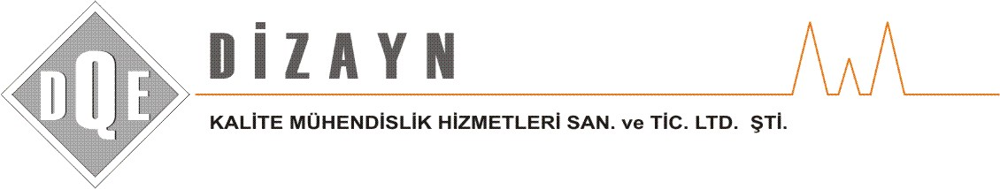 DQE
DİZAYN
KALİTE MÜHENDİSLİK HİZMETLERİ SAN. ve TİC. LTD. ŞTİ.